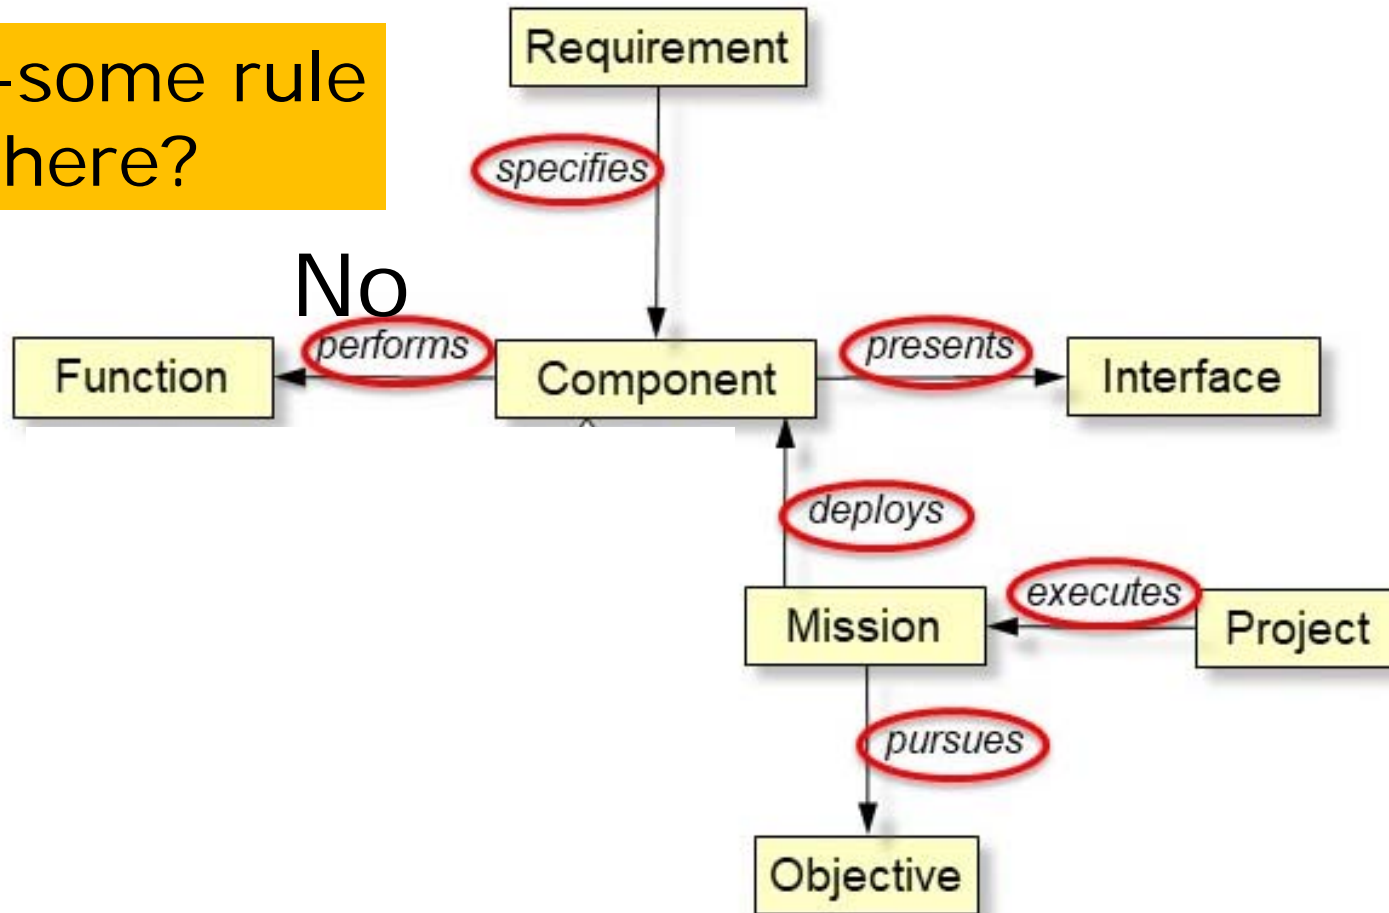 -some rule
here?
Requirement
specifies
No
performs
presents
Function
Component
Interface
deploys
executes
Mission
Project
pursues
Objective